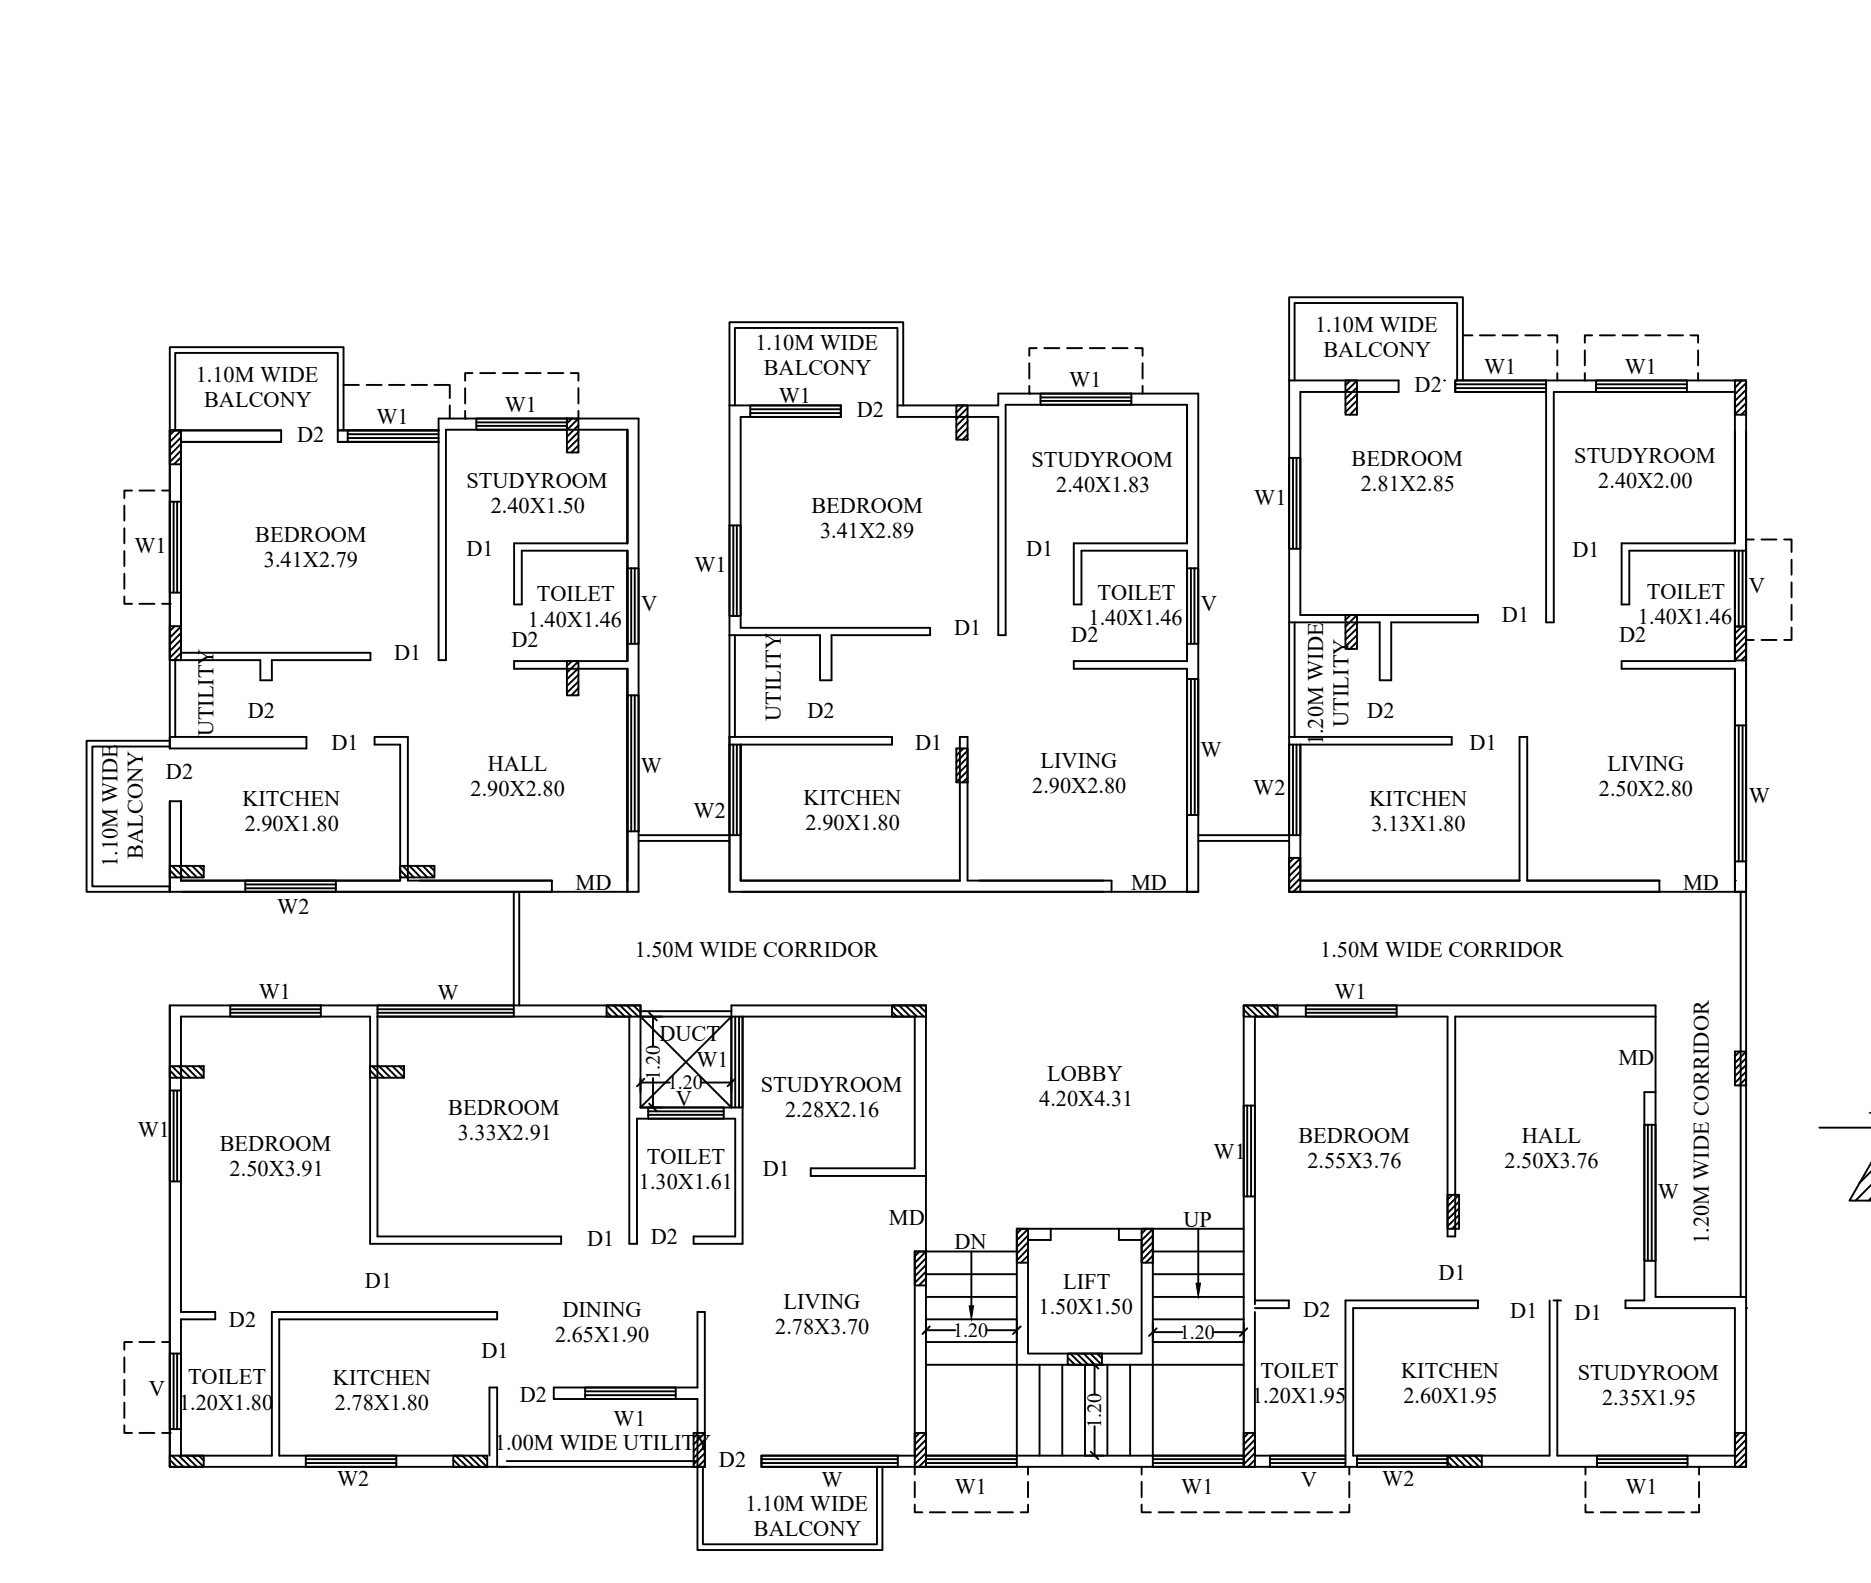 1.10M WIDE
BALCONY
W1
D2
W1
BEDROOM
3.41X2.79
W1
STUDYROOM
2.40X1.50
D1
TOILET
1.40X1.46
V
D2
D1
UTILITY
D2
D1
D2
1.10M WIDE
BALCONY
KITCHEN
2.90X1.80
HALL
2.90X2.80
W
MD
W2
1.10M WIDE
BALCONY
W1
D2
W1
STUDYROOM
2.40X1.83
BEDROOM
3.41X2.89
W1
D1
TOILET
1.40X1.46
V
D2
D1
UTILITY
D2
D1
LIVING
2.90X2.80
W
KITCHEN
2.90X1.80
W2
MD
1.10M WIDE
BALCONY
D2
W1
W1
BEDROOM
2.81X2.85
STUDYROOM
2.40X2.00
W1
D1
TOILET
1.40X1.46
V
D2
D1
1.20M WIDE
UTILITY
D2
D1
LIVING
2.50X2.80
W
KITCHEN
3.13X1.80
W2
MD
1.50M WIDE CORRIDOR
1.50M WIDE CORRIDOR
W1
W
DUCT
1.20
1.20
W1
V
STUDYROOM
2.28X2.16
BEDROOM
3.33X2.91
W1
BEDROOM
2.50X3.91
TOILET
1.30X1.61
D1
MD
D1
D2
D1
D2
DINING
2.65X1.90
LIVING
2.78X3.70
D1
V
TOILET
1.20X1.80
KITCHEN
2.78X1.80
D2
W1
1.00M WIDE UTILITY
D2
W2
W
1.10M WIDE
BALCONY
LOBBY
4.20X4.31
DN
UP
LIFT
1.50X1.50
1.20
1.20
1.20
W1
W1
W1
MD
1.20M WIDE CORRIDOR
W1
BEDROOM
2.55X3.76
HALL
2.50X3.76
W
D1
D2
D1
D1
TOILET
1.20X1.95
KITCHEN
2.60X1.95
STUDYROOM
2.35X1.95
V
W2
W1